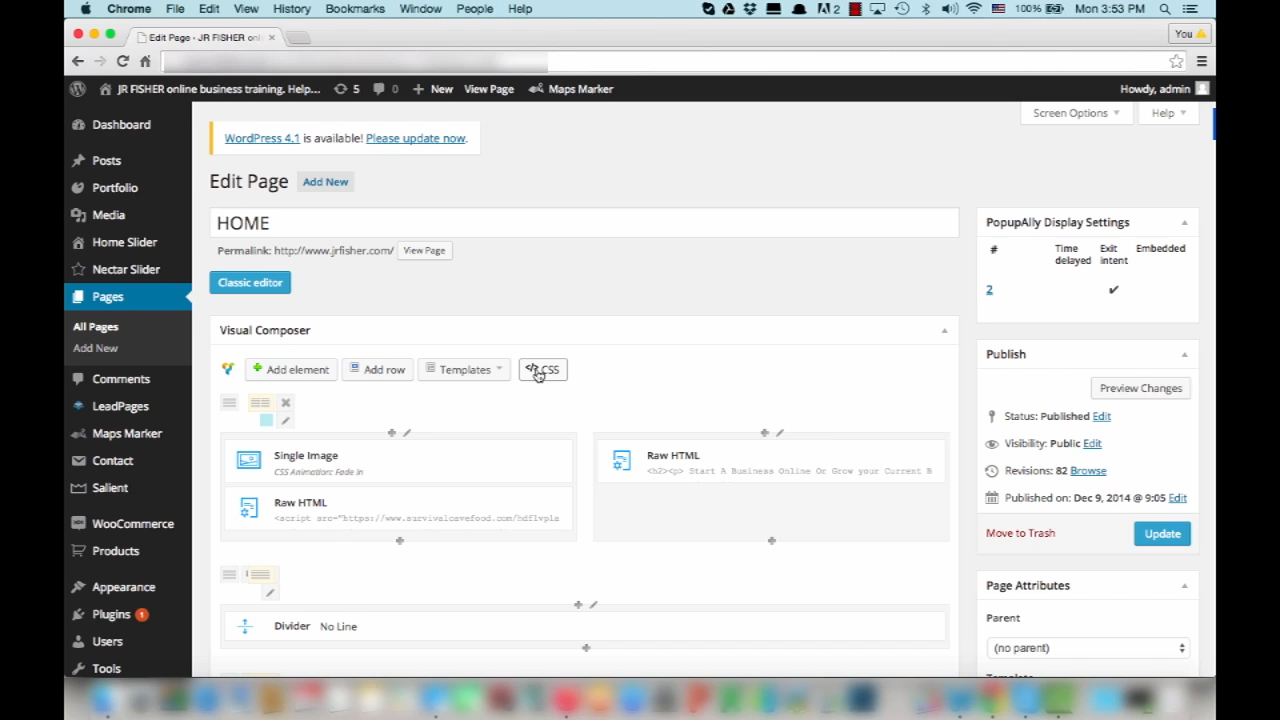 Chrome File Edit View History Bookmarks Window People Help 2 100% Mon 3:53 PM
Edit Page ‹ JR FISHER onl × You
JR FISHER online business training. Help... 5 0 New View Page Maps Marker Howdy, admin
Screen Options Help
WordPress 4.1 is available! Please update now.
Edit Page Add New
HOME
Permalink: http://www.jrfisher.com/ View Page
Classic editor
Visual Composer
Add element Add row Templates CSS
Single Image
CSS Animation: Fade In
Raw HTML
<script src="https://www.survivalcavefood.com/hdflvpla
Raw HTML
<h2><p> Start A Business Online Or Grow your Current B
Divider No Line
Dashboard
Posts
Portfolio
Media
Home Slider
Nectar Slider
Pages
All Pages
Add New
Comments
LeadPages
Maps Marker
Contact
Salient
WooCommerce
Products
Appearance
Plugins 1
Users
Tools
PopupAlly Display Settings
# Time delayed Exit intent Embedded
2 ✔
Publish
Preview Changes
Status: Published Edit
Visibility: Public Edit
Revisions: 82 Browse
Published on: Dec 9, 2014 @ 9:05 Edit
Move to Trash Update
Page Attributes
Parent
(no parent)